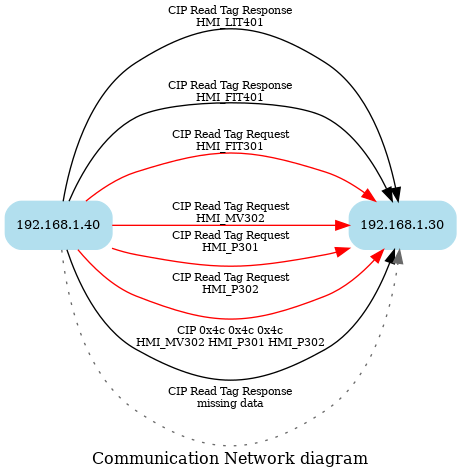 CIP Read Tag Response
HMI_LIT401
CIP Read Tag Response
HMI_FIT401
CIP Read Tag Request
HMI_FIT301
CIP Read Tag Request
HMI_MV302
192.168.1.40
192.168.1.30
CIP Read Tag Request
HMI_P301
CIP Read Tag Request
HMI_P302
CIP 0x4c 0x4c 0x4c
HMI_MV302 HMI_P301 HMI_P302
CIP Read Tag Response
missing data
Communication Network diagram